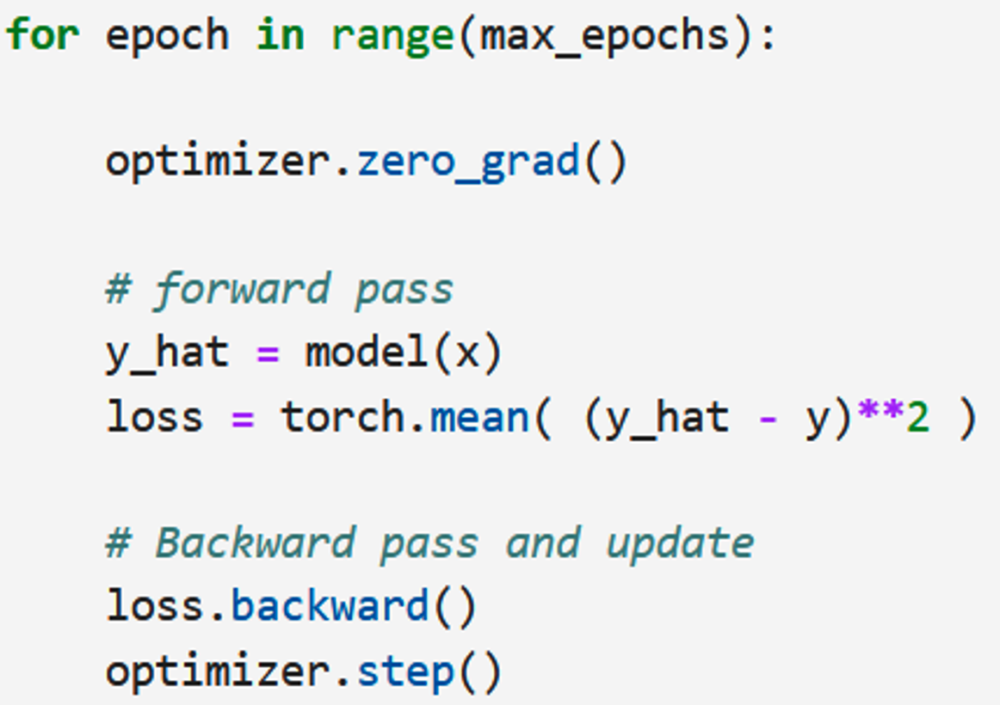 for epoch in range(max_epochs):
    optimizer.zero_grad()
    # forward pass
    y_hat = model(x)
    loss = torch.mean( (y_hat - y)**2 )
    # Backward pass and update
    loss.backward()
    optimizer.step()